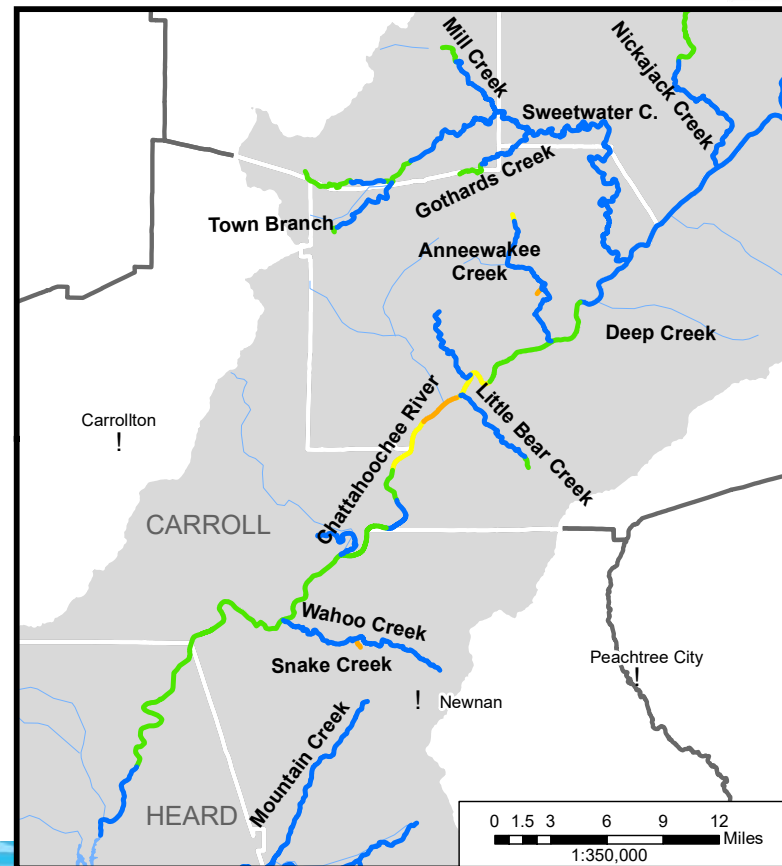 Mill Creek
Nickajack Creek
Sweetwater C.
Gothards Creek
Town Branch
Anneewakee
Creek
Deep Creek
Little Bear Creek
Chattahoochee River
Carrollton
!
CARROLL
Wahoo Creek
Snake Creek
Peachtree City
!
! Newnan
Mountain Creek
HEARD
0 1.5 3 6 9 12
Miles
1:350,000